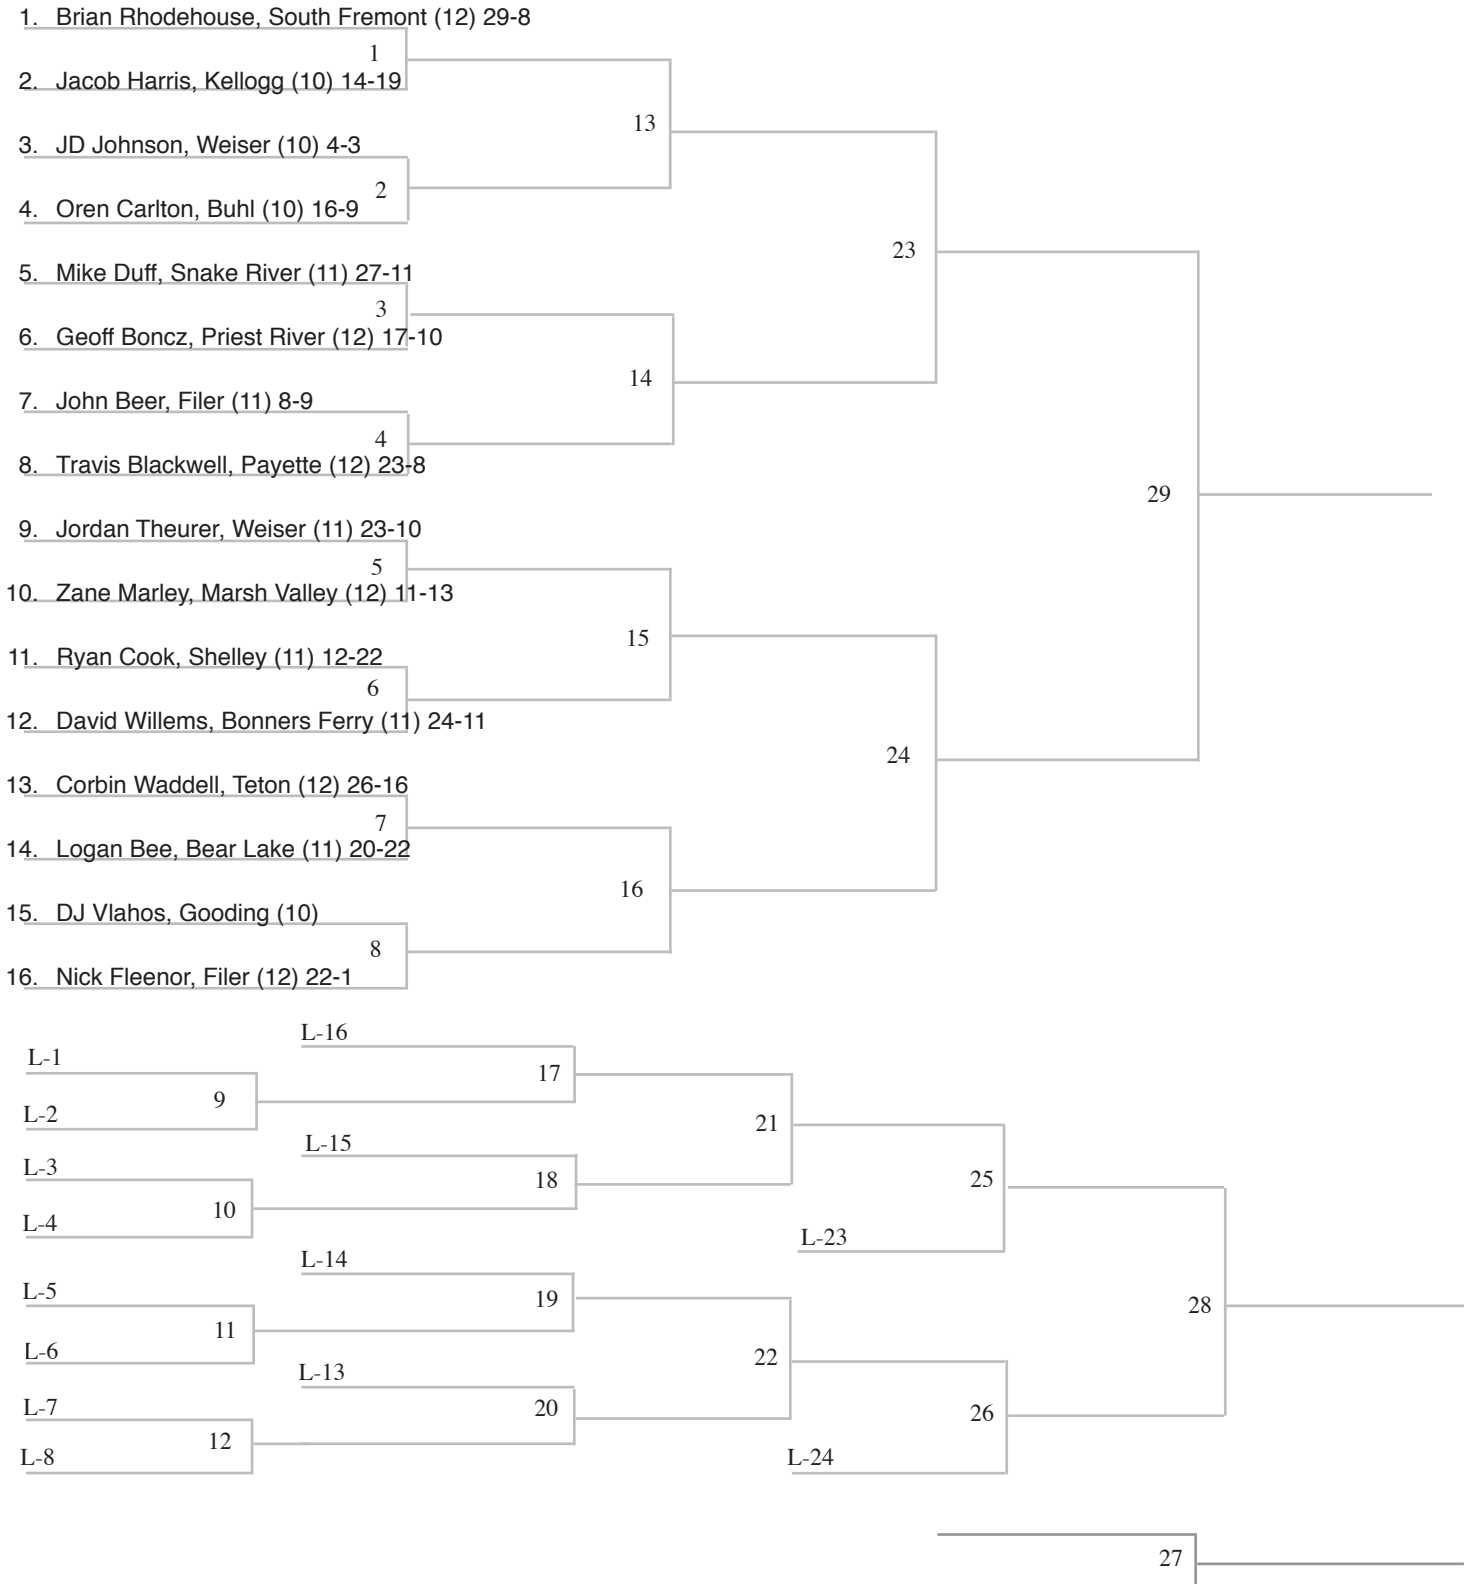 1. Brian Rhodehouse, South Fremont (12) 29-8
1
2. Jacob Harris, Kellogg (10) 14-19
13
3. JD Johnson, Weiser (10) 4-3
2
4. Oren Carlton, Buhl (10) 16-9
23
5. Mike Duff, Snake River (11) 27-11
3
6. Geoff Boncz, Priest River (12) 17-10
14
7. John Beer, Filer (11) 8-9
4
8. Travis Blackwell, Payette (12) 23-8
29
9. Jordan Theurer, Weiser (11) 23-10
5
10. Zane Marley, Marsh Valley (12) 11-13
15
11. Ryan Cook, Shelley (11) 12-22
6
12. David Willems, Bonners Ferry (11) 24-11
24
13. Corbin Waddell, Teton (12) 26-16
7
14. Logan Bee, Bear Lake (11) 20-22
16
15. DJ Vlahos, Gooding (10)
8
16. Nick Fleenor, Filer (12) 22-1
L-16
L-1
17
9
L-2
21
L-15
L-3
18
25
10
L-4
L-23
L-14
L-5
19
28
11
L-6
22
L-13
L-7
20
26
12
L-8
L-24
27